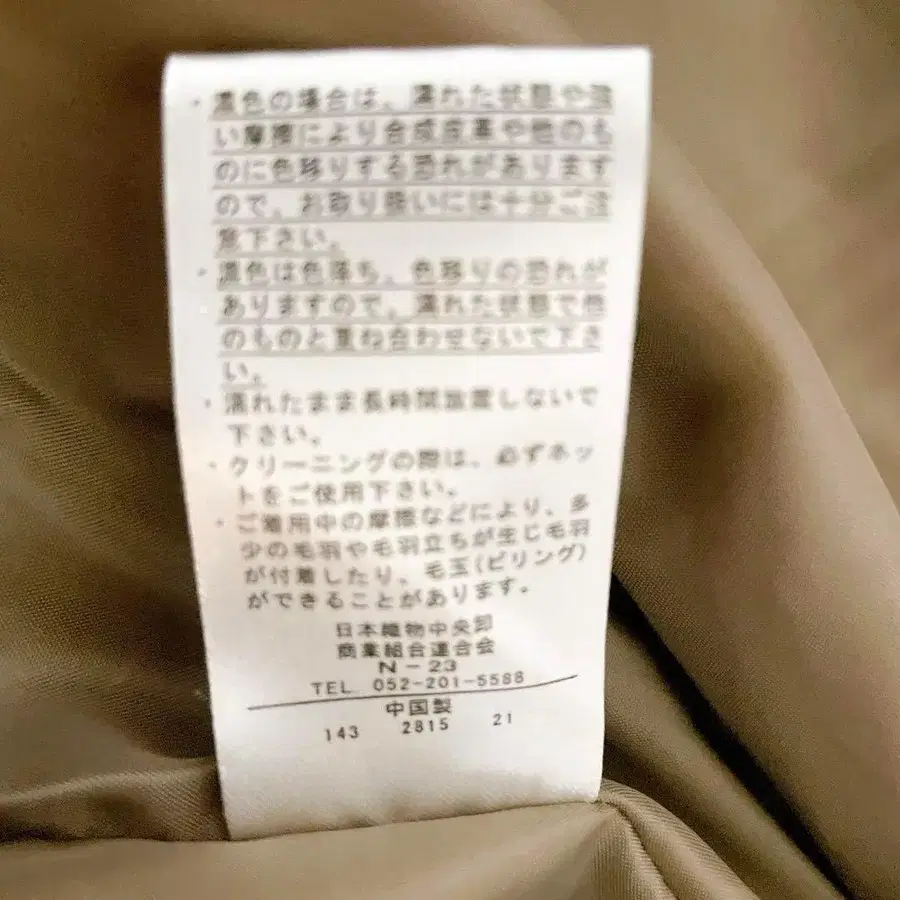 ・濃色の場合は、濡れた状態や強
い摩擦により合成皮革や他のも
のに色移りする恐れがあります
ので、お取り扱いには十分ご注
意下さい。
・濃色は色落ち、色移りの恐れが
ありますので、濡れた状態で他
のものと重ね合わせないで下さ
い。
・濡れたまま長時間放置しないで
下さい。
・クリーニングの際は、必ずネッ
トをご使用下さい。
・ご着用中の摩擦などにより、多
少の毛羽や毛羽立ちが生じ毛羽
が付着したり、毛玉(ピリング)
ができることがあります。
日本織物中央卸
商業組合連合会
N-23
TEL 052-201-5588
中国製
143 2815 21